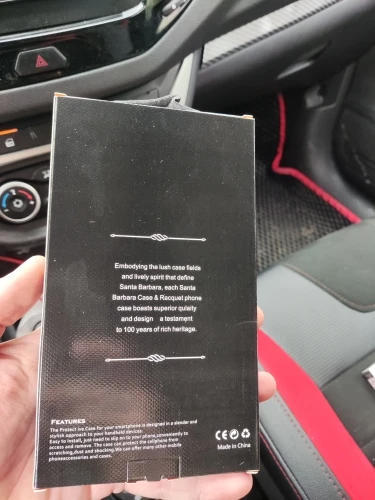 Embodying the lush case fields
and lively spirit that define
Santa Barbara, each Santa
Barbara Case & Racquet phone
case boasts superior qulaity
and design a testament
to 100 years of rich heritage.
FEATURES
The Protect ive Case for your smartphone is designed in a slender and
stylish approach to your handheld devices.
Easy to install, just need to slip on to your phone,conveniently to
access and remove. The case can protect the cellphone from
scratching,dust and shocking.We can offer many other mobile
phoneaccessories and cases.
CE
Made in China